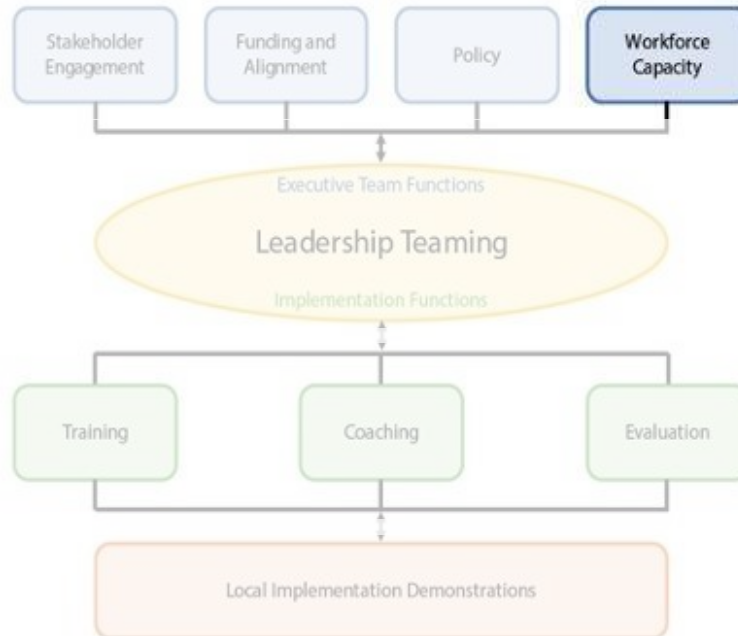 Stakeholder
Engagement
Funding and
Alignment
Policy
Workforce
Capacity
Executive Team Functions
Leadership Teaming
Implementation Functions
Training
Coaching
Evaluation
Local Implementation Demonstrations